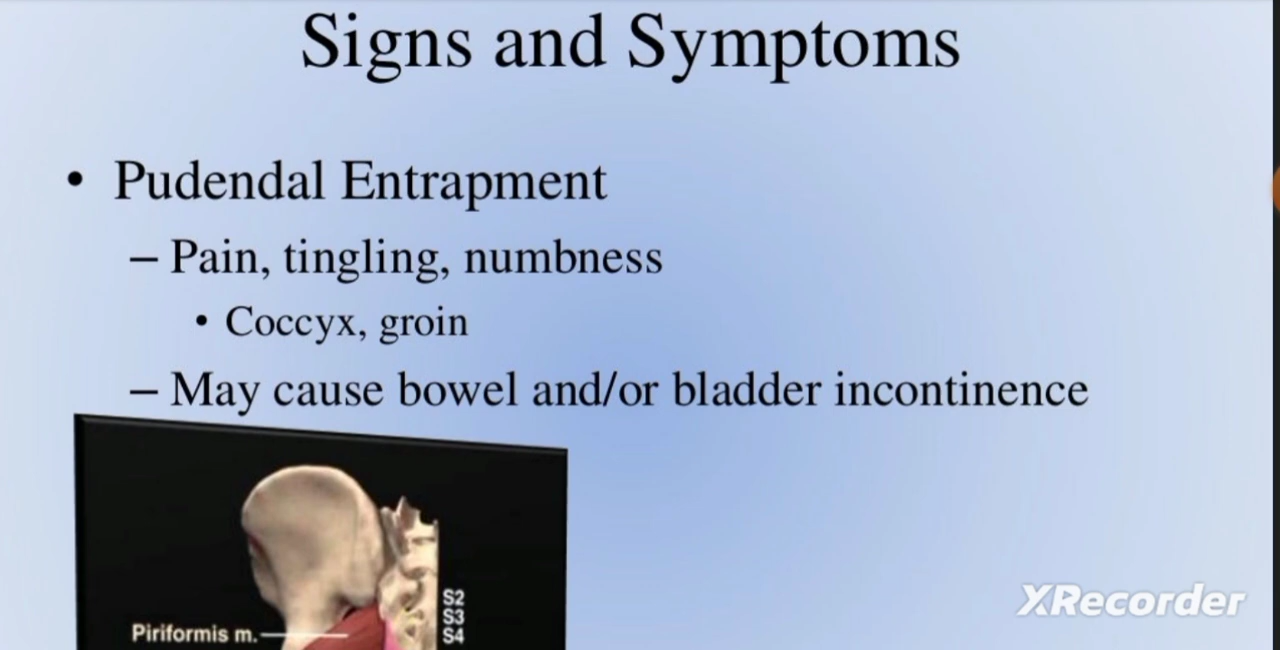 Signs and Symptoms
• Pudendal Entrapment
– Pain, tingling, numbness
• Coccyx, groin
– May cause bowel and/or bladder incontinence
S2
S3
Piriformis m. S4
XRecorder